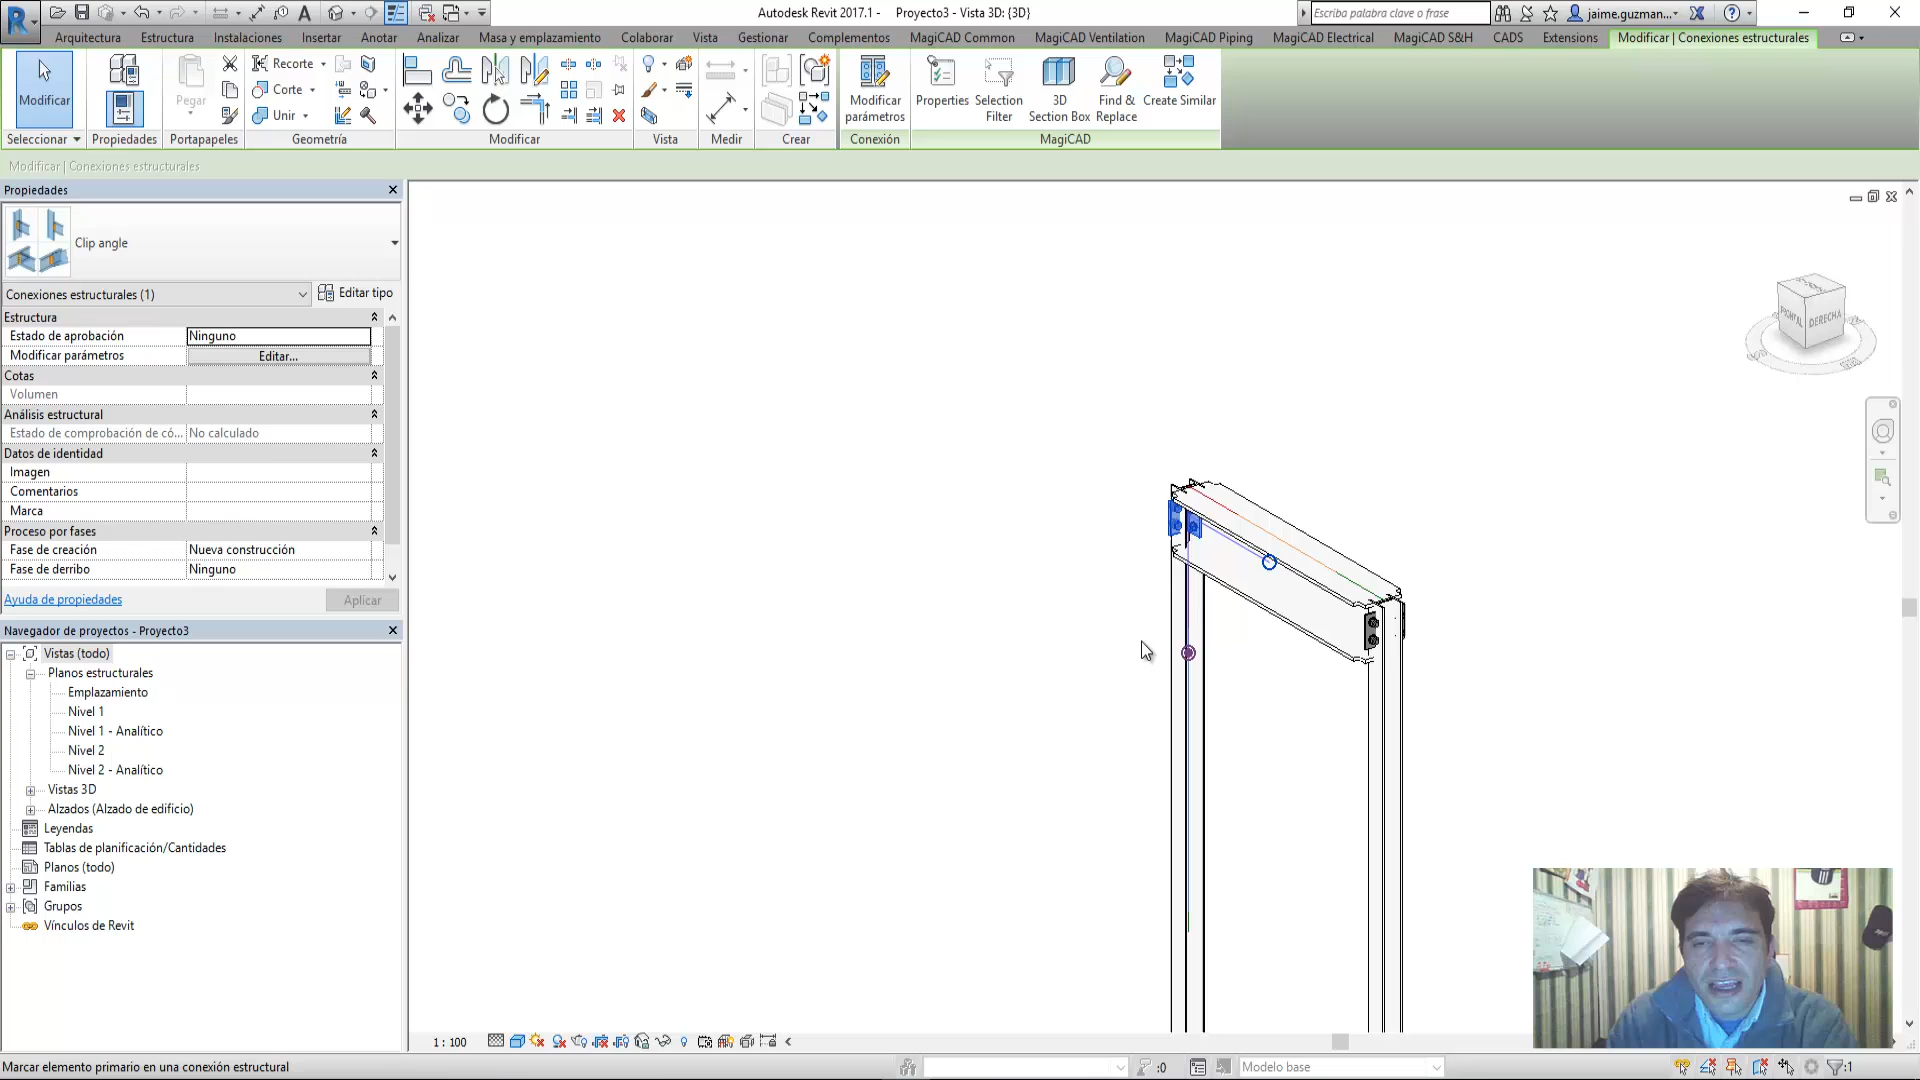 Autodesk Revit 2017.1 - Proyecto3 - Vista 3D: {3D}
Escriba palabra clave o frase
jaime.guzman...
Arquitectura Estructura Instalaciones Insertar Anotar Analizar Masa y emplazamiento Colaborar Vista Gestionar Complementos MagiCAD Common MagiCAD Ventilation MagiCAD Piping MagiCAD Electrical MagiCAD S&H CADS Extensions Modificar | Conexiones estructurales
Modificar
Pegar
Recorte
Corte
Unir
Modificar parámetros
Properties
Selection Filter
3D Section Box
Find & Replace
Create Similar
Seleccionar Propiedades Portapapeles Geometría Modificar Vista Medir Crear Conexión MagiCAD
Modificar | Conexiones estructurales
Propiedades
Clip angle
Conexiones estructurales (1) Editar tipo
Estructura
Estado de aprobación Ninguno
Modificar parámetros Editar...
Cotas
Volumen
Análisis estructural
Estado de comprobación de có... No calculado
Datos de identidad
Imagen
Comentarios
Marca
Proceso por fases
Fase de creación Nueva construcción
Fase de derribo Ninguno
Ayuda de propiedades Aplicar
Navegador de proyectos - Proyecto3
Vistas (todo)
Planos estructurales
Emplazamiento
Nivel 1
Nivel 1 - Analítico
Nivel 2
Nivel 2 - Analítico
Vistas 3D
Alzados (Alzado de edificio)
Leyendas
Tablas de planificación/Cantidades
Planos (todo)
Familias
Grupos
Vínculos de Revit
DERECHA
1 : 100
Marcar elemento primario en una conexión estructural
:0
Modelo base
:1